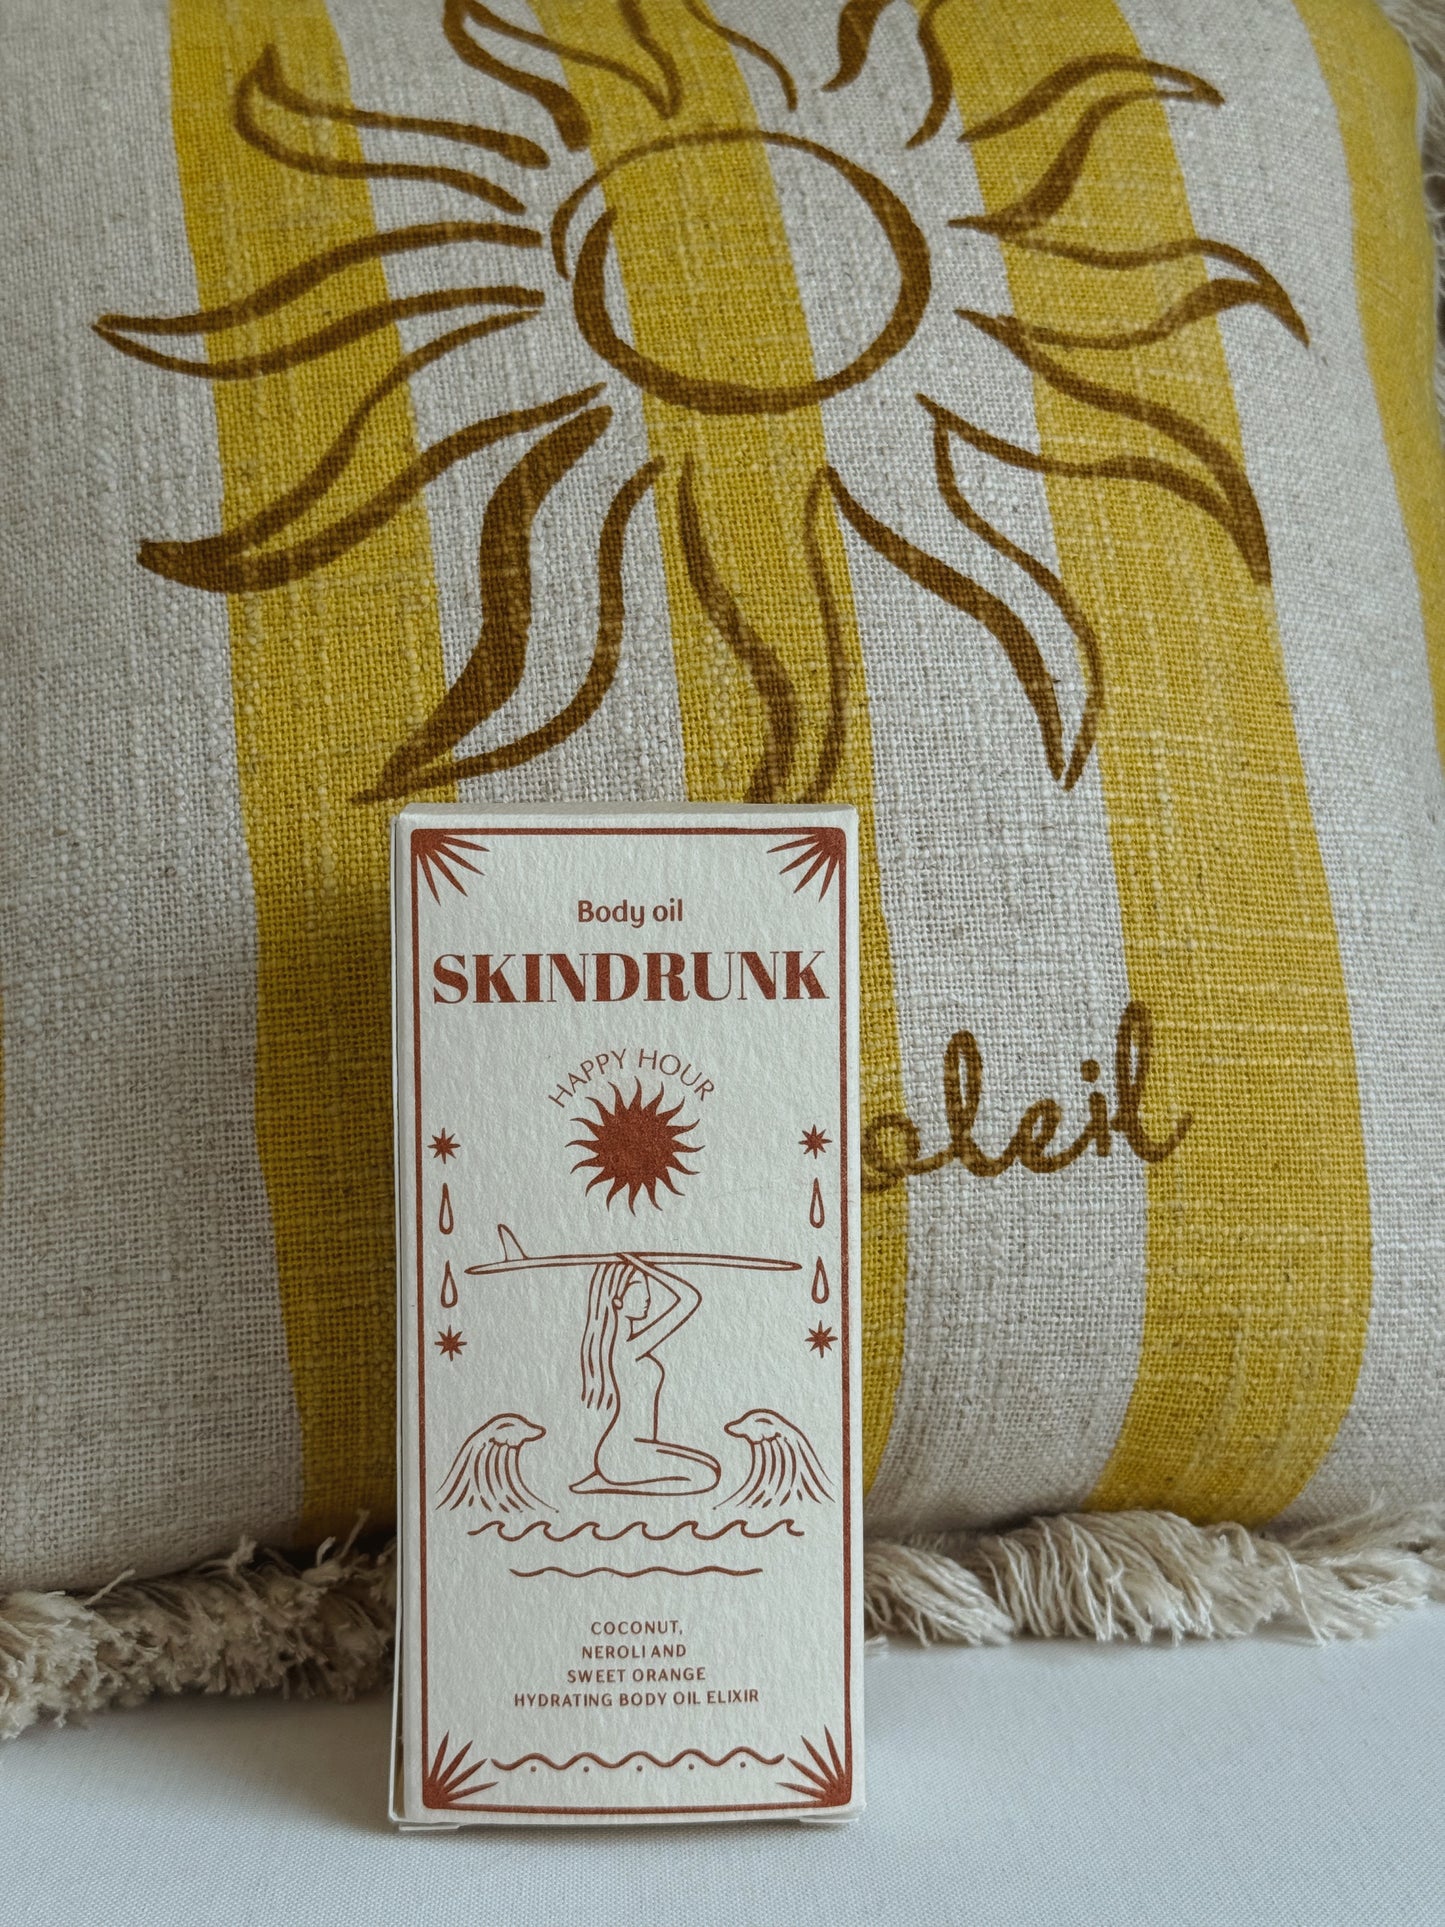 Body oil
SKINDRUNK
HAPPY HOUR
oleil
COCONUT,
NEROLI AND
SWEET ORANGE
HYDRATING BODY OIL ELIXIR